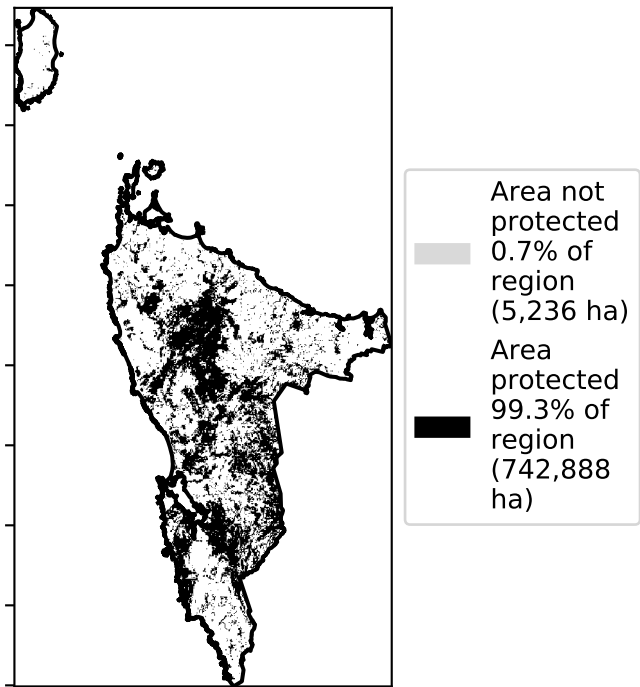 Area not
protected
0.7% of
region
(5,236 ha)
Area
protected
99.3% of
region
(742,888
ha)